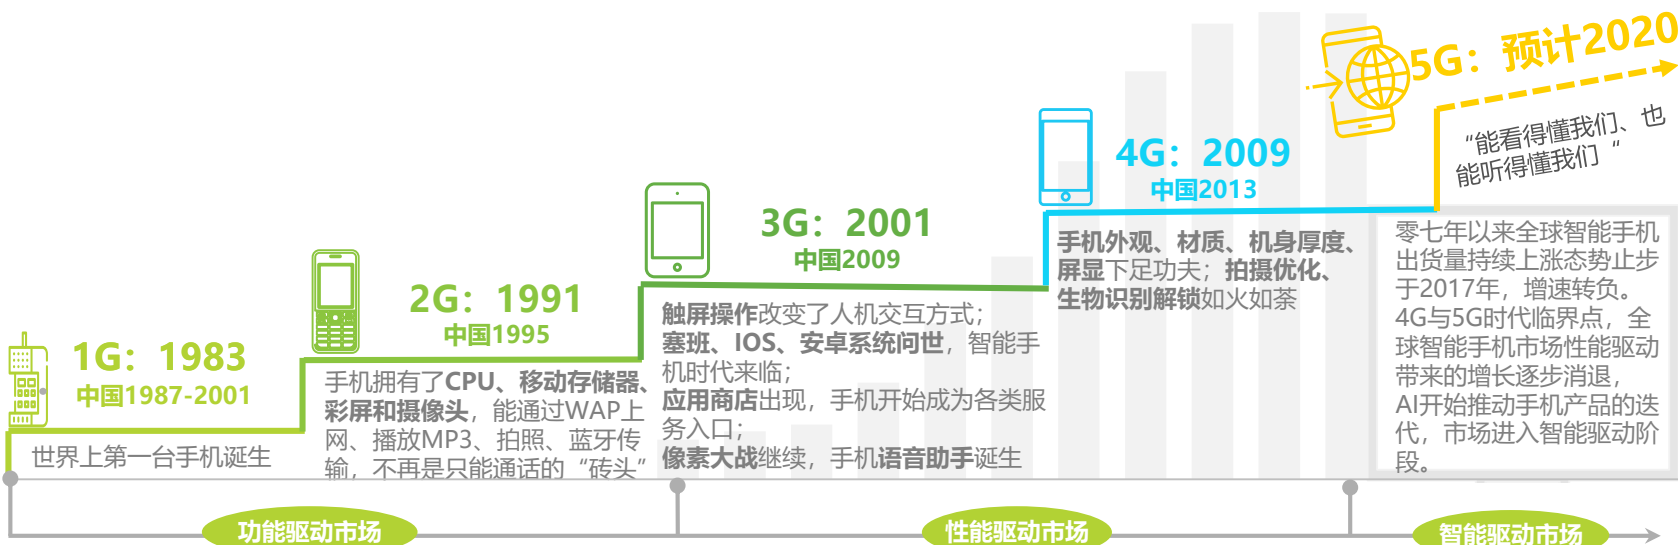 1G：1983
中国1987-2001
世界上第一台手机诞生
2G：1991
中国1995
手机拥有了CPU、移动存储器、
彩屏和摄像头，能通过WAP上
网、播放MP3、拍照、蓝牙传
输，不再是只能通话的“砖头”
3G：2001
中国2009
触屏操作改变了人机交互方式；
塞班、IOS、安卓系统问世，智能手
机时代来临；
应用商店出现，手机开始成为各类服
务入口；
像素大战继续，手机语音助手诞生
4G：2009
中国2013
手机外观、材质、机身厚度、
屏显下足功夫；拍摄优化、
生物识别解锁如火如荼
5G：预计2020
“能看得懂我们、也
能听得懂我们“
零七年以来全球智能手机
出货量持续上涨态势止步
于2017年，增速转负。
4G与5G时代临界点，全
球智能手机市场性能驱动
带来的增长逐步消退，
AI开始推动手机产品的迭
代，市场进入智能驱动阶
段。
功能驱动市场
性能驱动市场
智能驱动市场